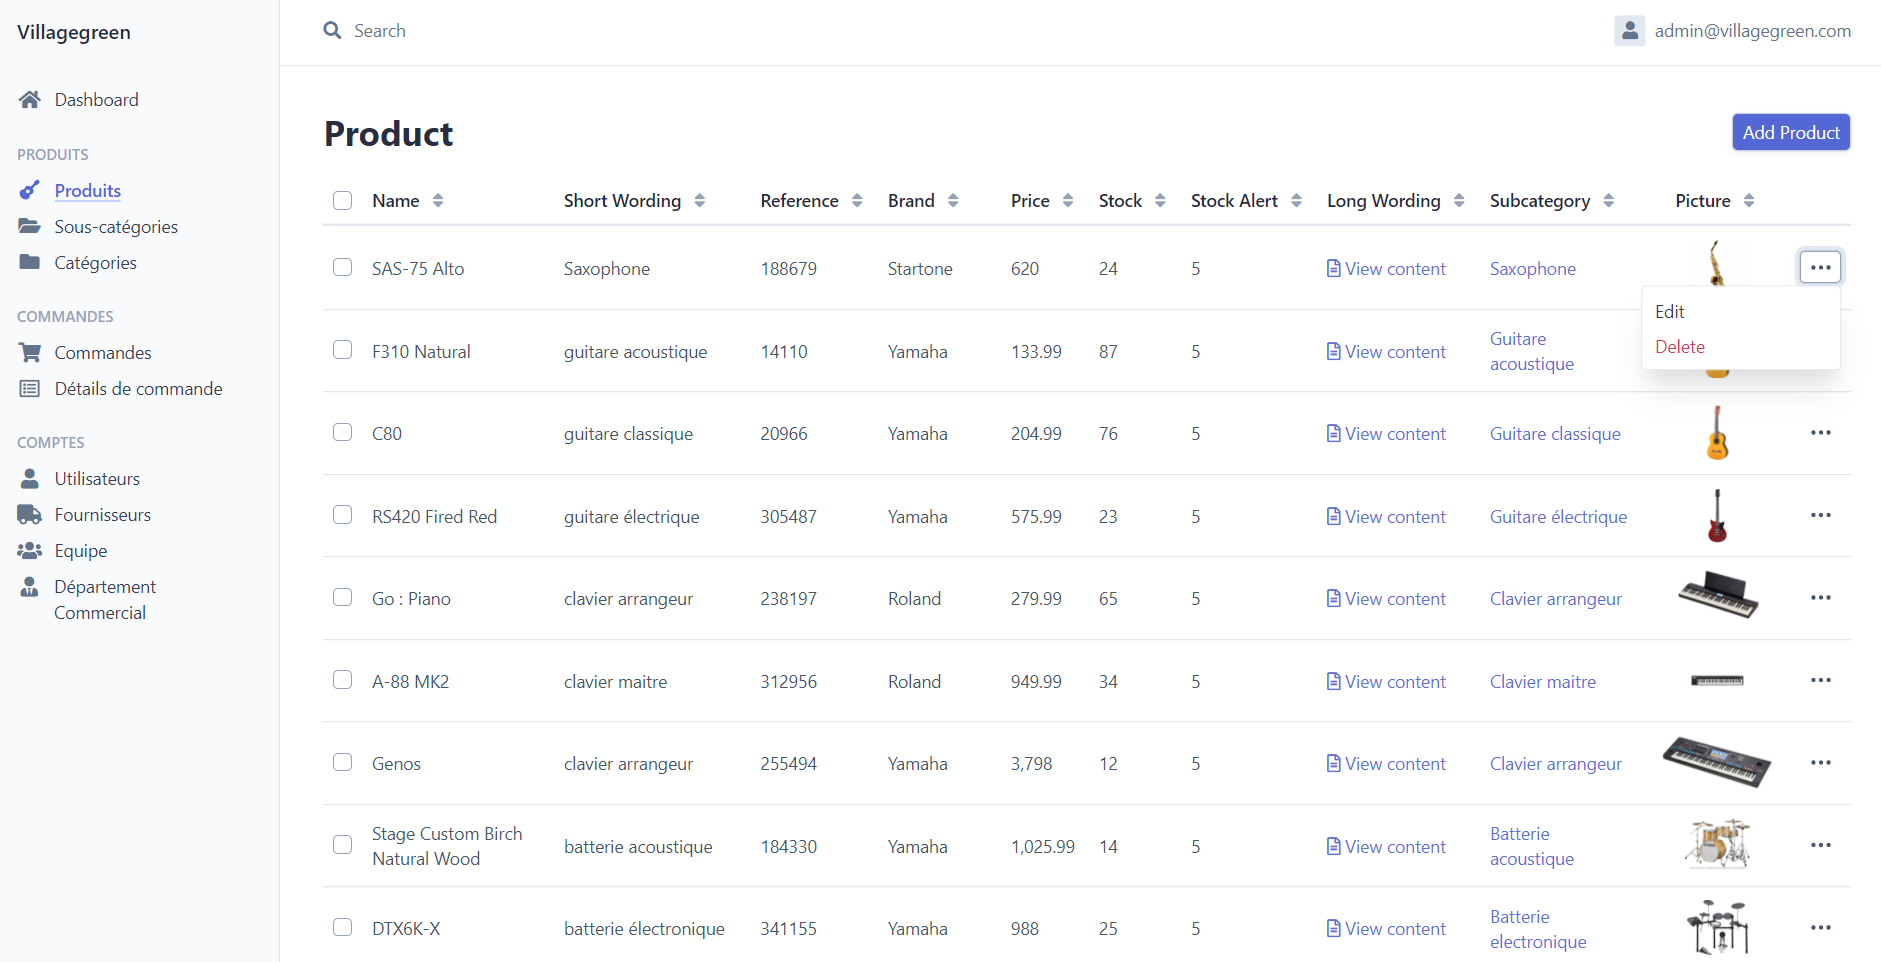 Villagegreen
Search
admin@villagegreen.com
Dashboard
PRODUITS
Produits
Sous-catégories
Catégories
COMMANDES
Commandes
Détails de commande
COMPTES
Utilisateurs
Fournisseurs
Equipe
Département
Commercial
Product
Add Product
Name Short Wording Reference Brand Price Stock Stock Alert Long Wording Subcategory Picture
SAS-75 Alto Saxophone 188679 Startone 620 24 5 View content Saxophone
Edit
Delete
F310 Natural guitare acoustique 14110 Yamaha 133.99 87 5 View content Guitare
acoustique
C80 guitare classique 20966 Yamaha 204.99 76 5 View content Guitare classique
RS420 Fired Red guitare électrique 305487 Yamaha 575.99 23 5 View content Guitare électrique
Go : Piano clavier arrangeur 238197 Roland 279.99 65 5 View content Clavier arrangeur
A-88 MK2 clavier maitre 312956 Roland 949.99 34 5 View content Clavier maitre
Genos clavier arrangeur 255494 Yamaha 3,798 12 5 View content Clavier arrangeur
Stage Custom Birch
Natural Wood batterie acoustique 184330 Yamaha 1,025.99 14 5 View content Batterie
acoustique
DTX6K-X batterie électronique 341155 Yamaha 988 25 5 View content Batterie
electronique